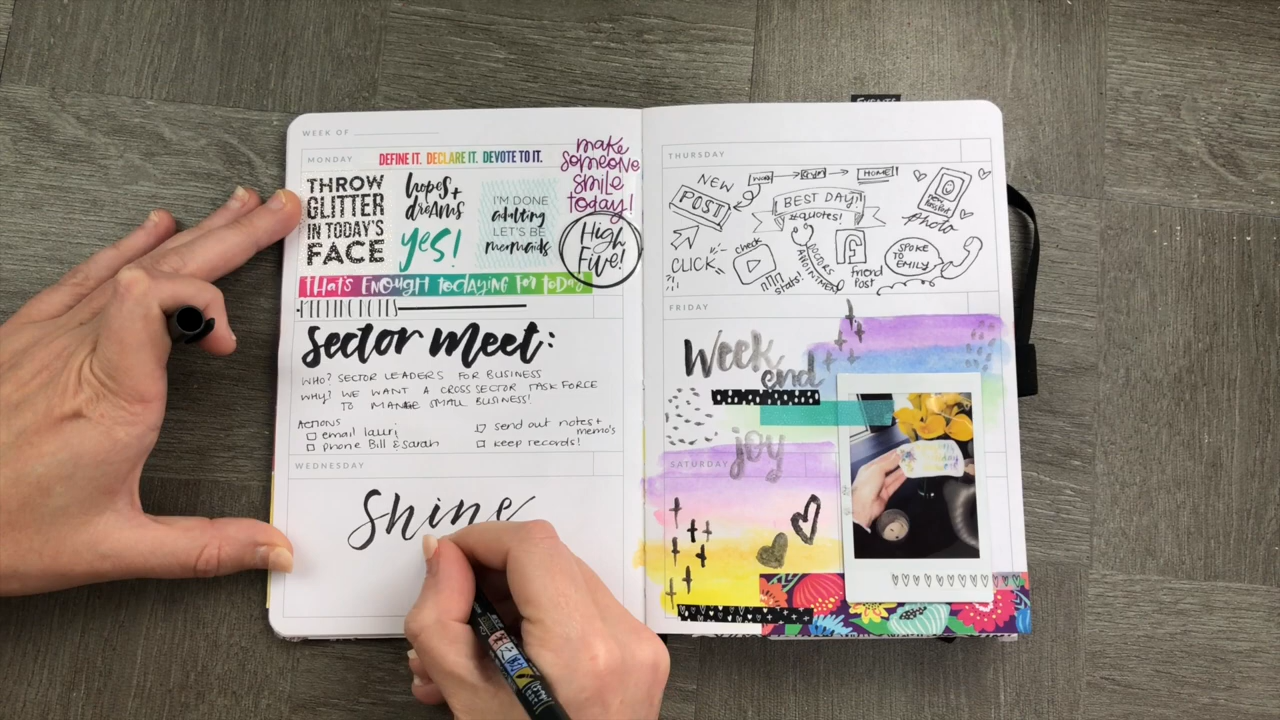 WEEK OF
MONDAY
DEFINE IT. DECLARE IT. DEVOTE TO IT.
THROW
GLITTER
IN TODAY'S
FACE
hopes +
dreams
yes!
I'M DONE
adulting
LET'S BE
mermaids
make
someone
smile
today!
High
Five!
THAT'S ENOUGH TODAYING FOR TODAY
Sector meet:
WHO? SECTOR LEADERS FOR BUSINESS
WHY? WE WANT A CROSS SECTOR TASK FORCE
TO MANAGE SMALL BUSINESS!
ACTIONS
email lauri
phone Bill & Sarah
send out notes +
memo's
keep records!
WEDNESDAY
Shine
EVENTS
THURSDAY
WORK
GYM
HOME!
NEW
POST
CLICK
BEST DAY!!
#quotes!
check
stats!
friend
Post
photo
SPOKE
TO
EMILY
FRIDAY
Week
end
joy
SATURDAY